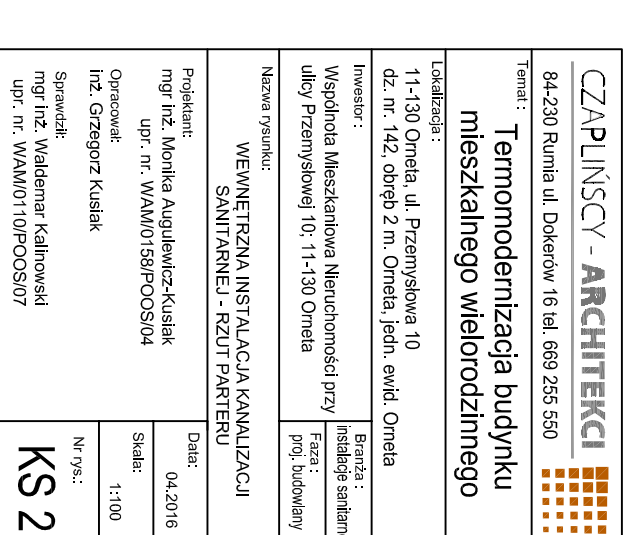 CZAPLIŃSCY - ARCHITEKCI
84-230 Rumia ul. Dokerów 16 tel. 669 255 550
Temat :
Termomodernizacja budynku
mieszkalnego wielorodzinnego
Lokalizacja :
11-130 Orneta, ul. Przemysłowa 10
dz. nr. 142, obręb 2 m. Orneta, jedn. ewid. Orneta
Inwestor :
Wspólnota Mieszkaniowa Nieruchomości przy
ulicy Przemysłowej 10; 11-130 Orneta
Branża :
instalacje sanitarn
Faza :
proj. budowlany
Nazwa rysunku:
WEWNĘTRZNA INSTALACJA KANALIZACJI
SANITARNEJ - RZUT PARTERU
Projektant:
mgr inż. Monika Augulewicz-Kusiak
upr. nr. WAM/0158/POOS/04
Data:
04.2016
Opracował:
inż. Grzegorz Kusiak
Skala:
1:100
Sprawdził:
mgr inż. Waldemar Kalinowski
upr. nr. WAM/0110/POOS/07
Nr rys.:
KS 2